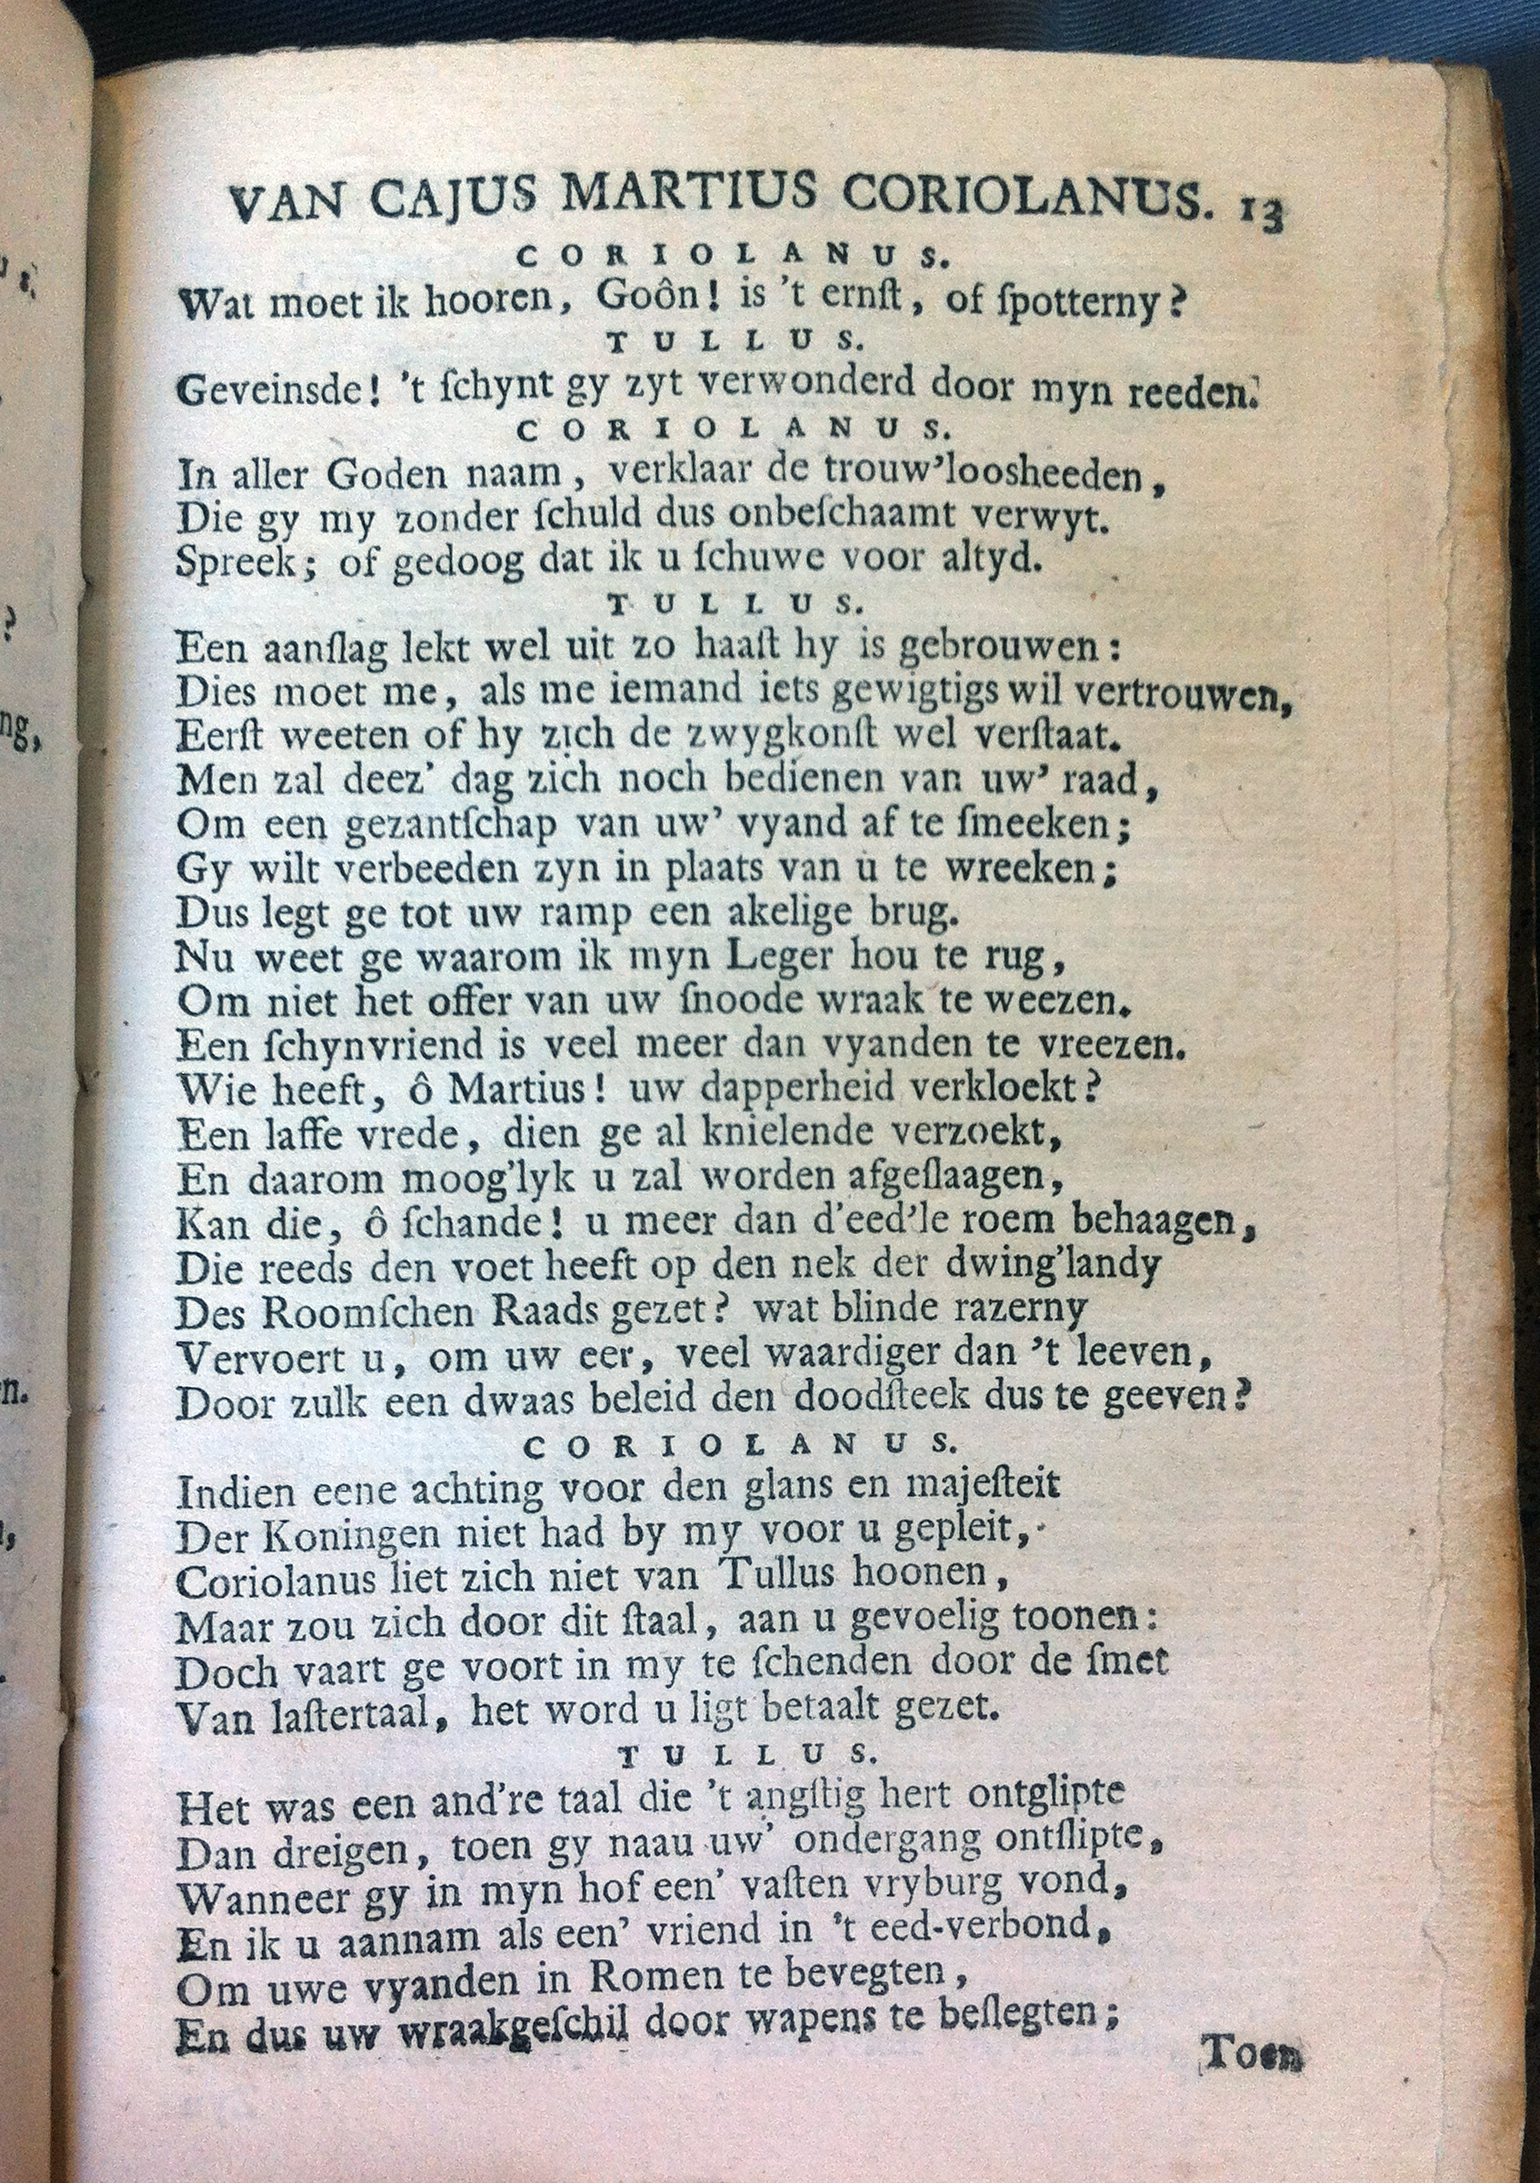 VAN CAJUS MARTIUS CORIOLANUS. 13
CORIOLANUS.
Wat moet ik hooren, Goôn! is 't ernſt, of ſpotterny?
TULLUS.
Geveinsde! 't ſchynt gy zyt verwonderd door myn reeden.
CORIOLANUS.
In aller Goden naam, verklaar de trouw'loosheeden,
Die gy my zonder ſchuld dus onbeſchaamt verwyt.
Spreek; of gedoog dat ik u ſchuwe voor altyd.
TULLUS.
Een aanſlag lekt wel uit zo haaſt hy is gebrouwen:
Dies moet me, als me iemand iets gewigtigs wil vertrouwen,
Eerſt weeten of hy zich de zwygkonſt wel verſtaat.
Men zal deez' dag zich noch bedienen van uw' raad,
Om een gezantſchap van uw' vyand af te ſmeeken;
Gy wilt verbeeden zyn in plaats van u te wreeken;
Dus legt ge tot uw ramp een akelige brug.
Nu weet ge waarom ik myn Leger hou te rug,
Om niet het offer van uw ſnoode wraak te weezen.
Een ſchynvriend is veel meer dan vyanden te vreezen.
Wie heeft, ô Martius! uw dapperheid verkloekt?
Een laffe vrede, dien ge al knielende verzoekt,
En daarom moog'lyk u zal worden afgeſlaagen,
Kan die, ô ſchande! u meer dan d'eed'le roem behaagen,
Die reeds den voet heeft op den nek der dwing'landy
Des Roomſchen Raads gezet? wat blinde razerny
Vervoert u, om uw eer, veel waardiger dan 't leeven,
Door zulk een dwaas beleid den doodſteek dus te geeven?
CORIOLANUS.
Indien eene achting voor den glans en majeſteit
Der Koningen niet had by my voor u gepleit,
Coriolanus liet zich niet van Tullus hoonen,
Maar zou zich door dit ſtaal, aan u gevoelig toonen:
Doch vaart ge voort in my te ſchenden door de ſmet
Van laſtertaal, het word u ligt betaalt gezet.
TULLUS.
Het was een and're taal die 't angſtig hert ontglipte
Dan dreigen, toen gy naau uw' ondergang ontſlipte,
Wanneer gy in myn hof een' vaſten vryburg vond,
En ik u aannam als een' vriend in 't eed-verbond,
Om uwe vyanden in Romen te bevegten,
En dus uw wraakgeſchil door wapens te beſlegten;
Toen